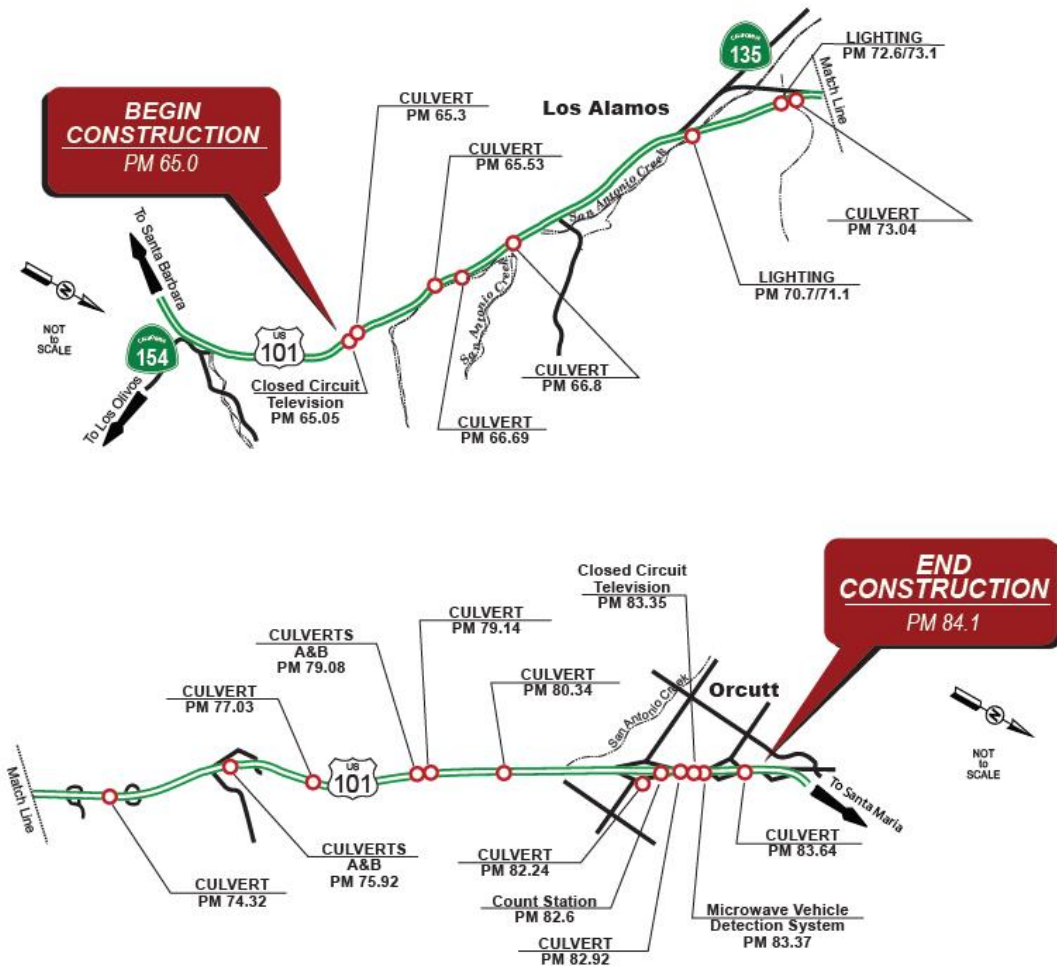 CALIFORNIA
135
LIGHTING
PM 72.6/73.1
Match Line
Los Alamos
CULVERT
PM 65.3
BEGIN
CONSTRUCTION
PM 65.0
CULVERT
PM 65.53
San Antonio Creek
CULVERT
PM 73.04
To Santa Barbara
N
NOT
to
SCALE
San Antonio Creek
LIGHTING
PM 70.7/71.1
CALIFORNIA
154
US
101
To Los Olivos
Closed Circuit
Television
PM 65.05
CULVERT
PM 66.8
CULVERT
PM 66.69
Closed Circuit
Television
PM 83.35
END
CONSTRUCTION
PM 84.1
CULVERT
PM 79.14
CULVERTS
A&B
PM 79.08
CULVERT
PM 80.34
San Antonio Creek
Orcutt
CULVERT
PM 77.03
N
NOT
to
SCALE
Match Line
US
101
To Santa Maria
CULVERT
PM 83.64
CULVERTS
A&B
PM 75.92
CULVERT
PM 82.24
CULVERT
PM 74.32
Count Station
PM 82.6
Microwave Vehicle
Detection System
PM 83.37
CULVERT
PM 82.92